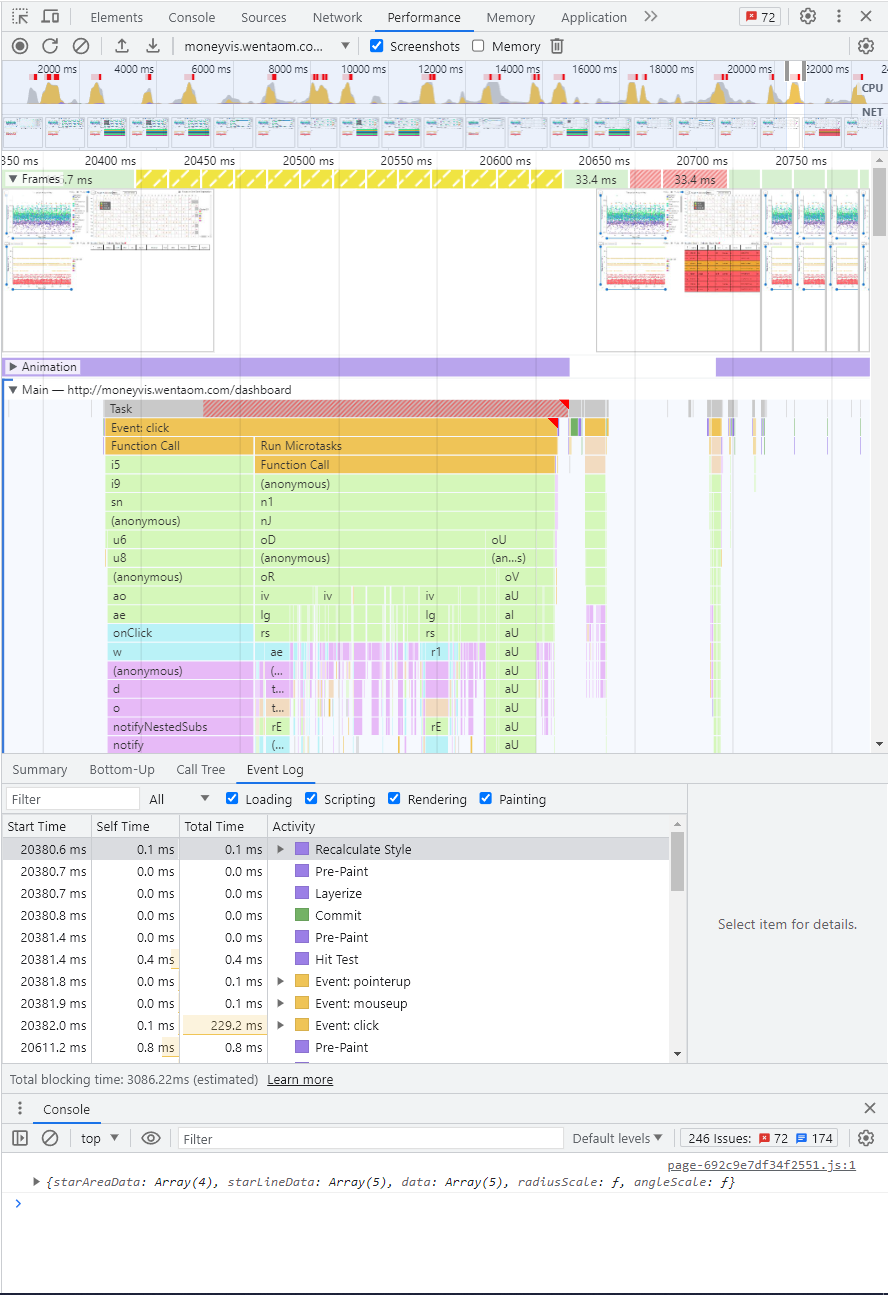 Elements Console Sources Network Performance Memory Application 72
moneyvis.wentaom.co... Screenshots Memory
2000 ms 4000 ms 6000 ms 8000 ms 10000 ms 12000 ms 14000 ms 16000 ms 18000 ms 20000 ms 22000 ms 24
CPU
NET
350 ms 20400 ms 20450 ms 20500 ms 20550 ms 20600 ms 20650 ms 20700 ms 20750 ms
Frames .7 ms 33.4 ms 33.4 ms
Animation
Main — http://moneyvis.wentaom.com/dashboard
Task
Event: click
Function Call Run Microtasks
i5 Function Call
i9 (anonymous)
sn n1
(anonymous) nJ
u6 oD oU
u8 (anonymous) (an...s)
(anonymous) oR oV
ao iv iv iv aU
ae lg lg aI
onClick rs rs aU
w ae r1 aU
(anonymous) (... aU
d t... aU
o t... aU
notifyNestedSubs rE rE aU
notify (... aU
Summary Bottom-Up Call Tree Event Log
Filter All Loading Scripting Rendering Painting
Start Time Self Time Total Time Activity
20380.6 ms 0.1 ms 0.1 ms Recalculate Style
20380.7 ms 0.0 ms 0.0 ms Pre-Paint
20380.7 ms 0.0 ms 0.0 ms Layerize
20380.8 ms 0.0 ms 0.0 ms Commit
20381.4 ms 0.0 ms 0.0 ms Pre-Paint
20381.4 ms 0.4 ms 0.4 ms Hit Test
20381.8 ms 0.0 ms 0.1 ms Event: pointerup
20381.9 ms 0.0 ms 0.1 ms Event: mouseup
20382.0 ms 0.1 ms 229.2 ms Event: click
20611.2 ms 0.8 ms 0.8 ms Pre-Paint
Select item for details.
Total blocking time: 3086.22ms (estimated) Learn more
Console
top Filter Default levels 246 Issues: 72 174
page-692c9e7df34f2551.js:1
{starAreaData: Array(4), starLineData: Array(5), data: Array(5), radiusScale: ƒ, angleScale: ƒ}